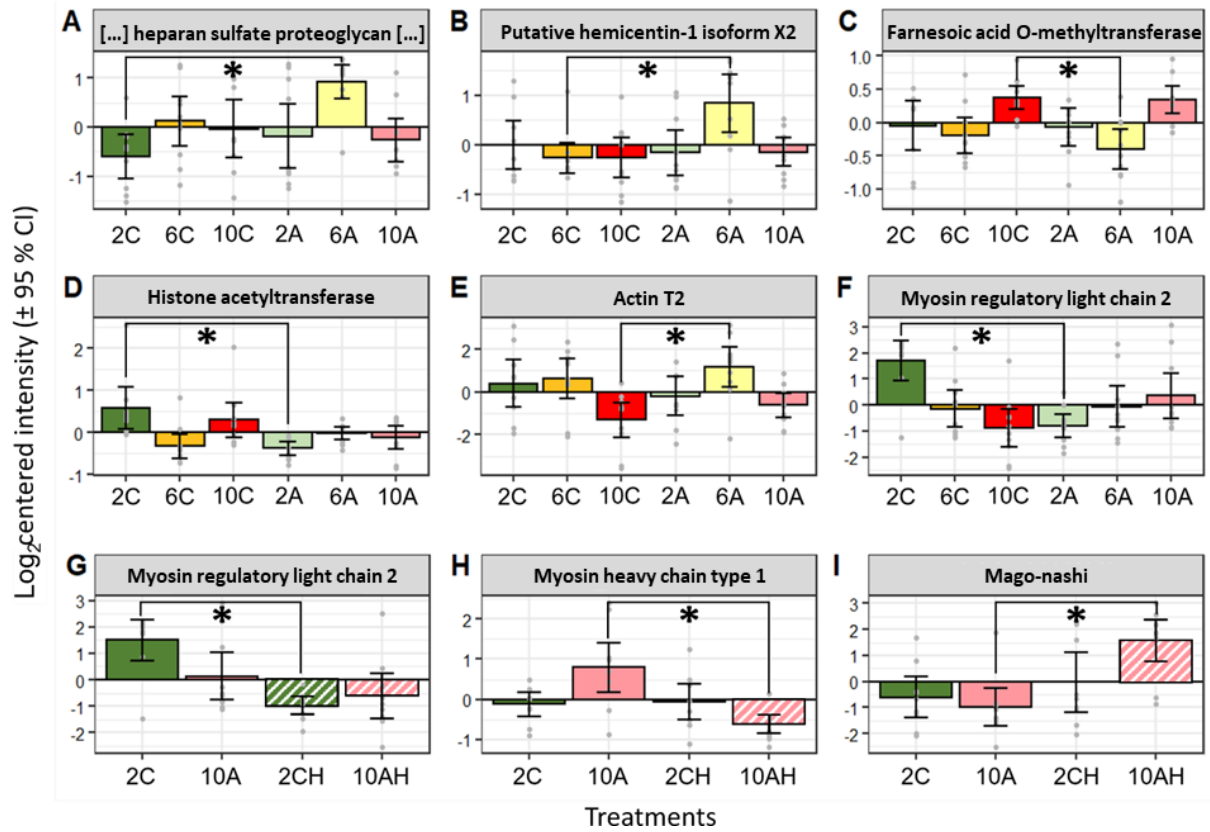 A
[...] heparan sulfate proteoglycan [...]
*
1
0
-1
2C 6C 10C 2A 6A 10A
B
Putative hemicentin-1 isoform X2
*
1
0
-1
2C 6C 10C 2A 6A 10A
C
Farnesoic acid O-methyltransferase
*
1.0
0.5
0.0
-0.5
-1.0
2C 6C 10C 2A 6A 10A
D
Histone acetyltransferase
*
2
1
0
-1
2C 6C 10C 2A 6A 10A
E
Actin T2
*
2
0
-2
2C 6C 10C 2A 6A 10A
F
Myosin regulatory light chain 2
*
3
2
1
0
-1
-2
2C 6C 10C 2A 6A 10A
G
Myosin regulatory light chain 2
*
3
2
1
0
-1
-2
2C 10A 2CH 10AH
H
Myosin heavy chain type 1
*
2
1
0
-1
2C 10A 2CH 10AH
I
Mago-nashi
*
3
2
1
0
-1
-2
2C 10A 2CH 10AH
Log2centered intensity (± 95 % CI)
Treatments